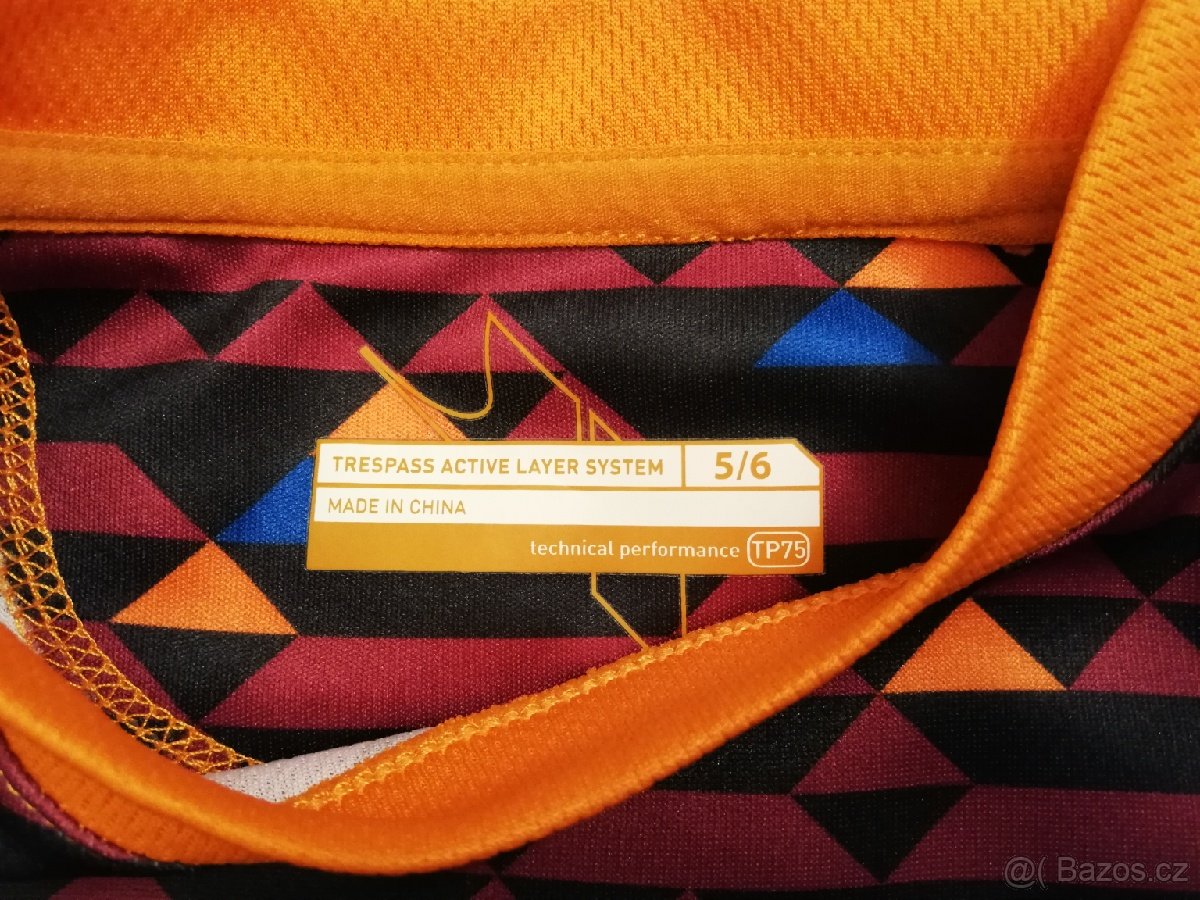 TRESPASS ACTIVE LAYER SYSTEM 5/6
MADE IN CHINA
technical performance TP75
@( Bazos.cz